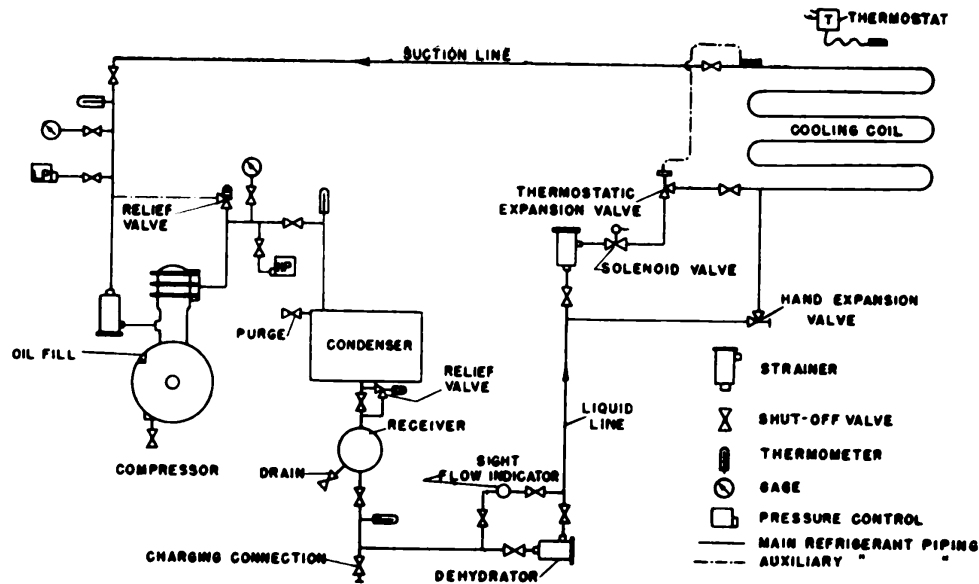 T THERMOSTAT
SUCTION LINE
COOLING COIL
LP
RELIEF
VALVE
THERMOSTATIC
EXPANSION VALVE
HP
SOLENOID VALVE
PURGE
HAND EXPANSION
VALVE
CONDENSER
OIL FILL
STRAINER
RELIEF
VALVE
RECEIVER
LIQUID
LINE
SHUT-OFF VALVE
COMPRESSOR
DRAIN
SIGHT
FLOW INDICATOR
THERMOMETER
GAGE
PRESSURE CONTROL
CHARGING CONNECTION
DEHYDRATOR
MAIN REFRIGERANT PIPING
AUXILIARY " "